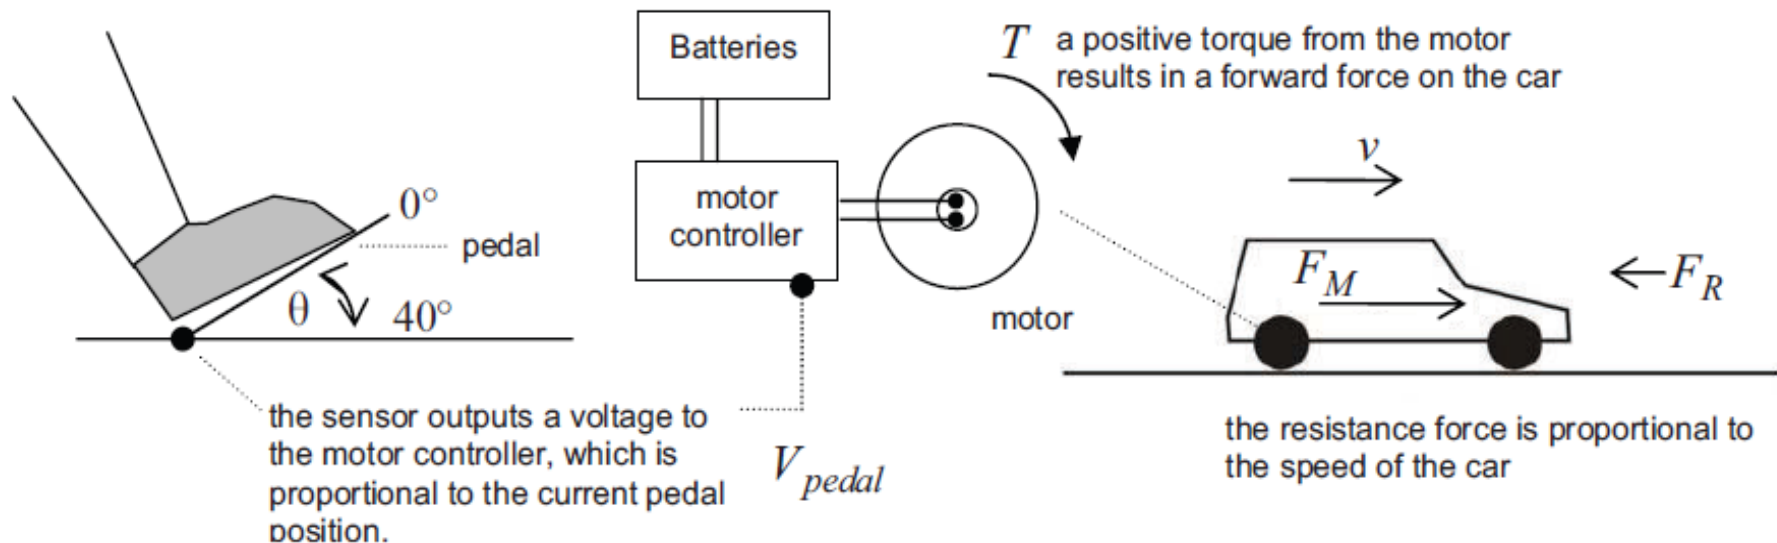 Batteries
T a positive torque from the motor
results in a forward force on the car
v
0°
pedal
motor
controller
θ
40°
F_M
F_R
motor
the sensor outputs a voltage to
the motor controller, which is
proportional to the current pedal
position.
V_pedal
the resistance force is proportional to
the speed of the car